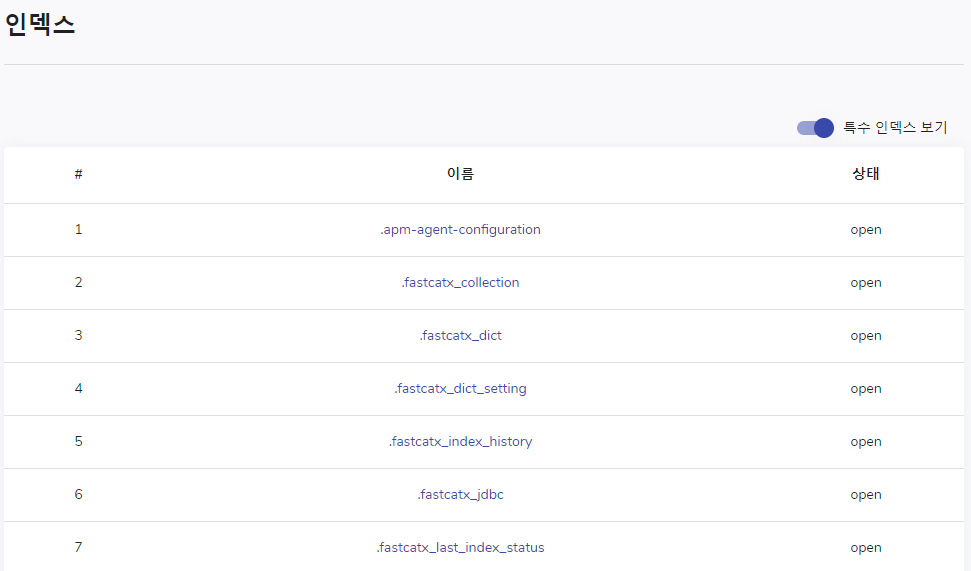 인덱스
특수 인덱스 보기
# 이름 상태
1 .apm-agent-configuration open
2 .fastcatx_collection open
3 .fastcatx_dict open
4 .fastcatx_dict_setting open
5 .fastcatx_index_history open
6 .fastcatx_jdbc open
7 .fastcatx_last_index_status open